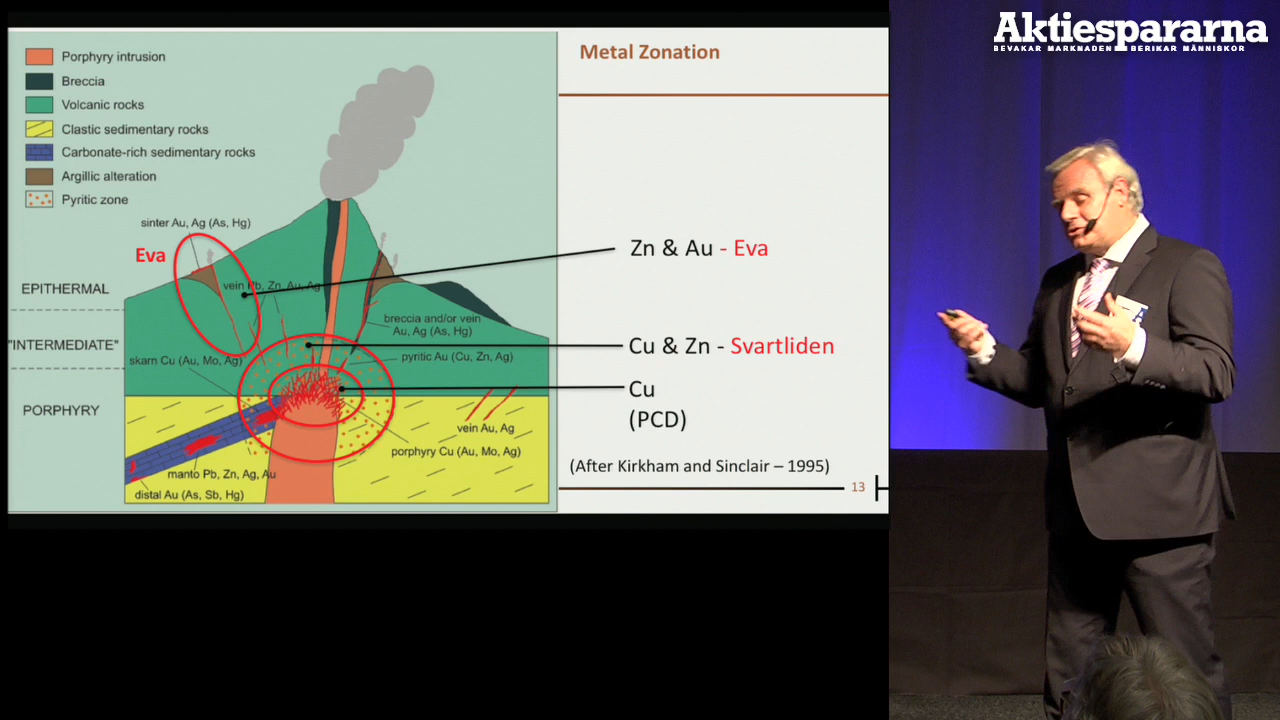 Aktiespararna
BEVAKAR MARKNADEN BERIKAR MÄNNISKOR
Metal Zonation
Porphyry intrusion
Breccia
Volcanic rocks
Clastic sedimentary rocks
Carbonate-rich sedimentary rocks
Argillic alteration
Pyritic zone
sinter Au, Ag (As, Hg)
Eva
EPITHERMAL
vein Pb, Zn, Au, Ag
breccia and/or vein
Au, Ag (As, Hg)
"INTERMEDIATE"
skarn Cu (Au, Mo, Ag)
pyritic Au (Cu, Zn, Ag)
PORPHYRY
vein Au, Ag
porphyry Cu (Au, Mo, Ag)
manto Pb, Zn, Ag, Au
distal Au (As, Sb, Hg)
Zn & Au - Eva
Cu & Zn - Svartliden
Cu
(PCD)
(After Kirkham and Sinclair – 1995)
13